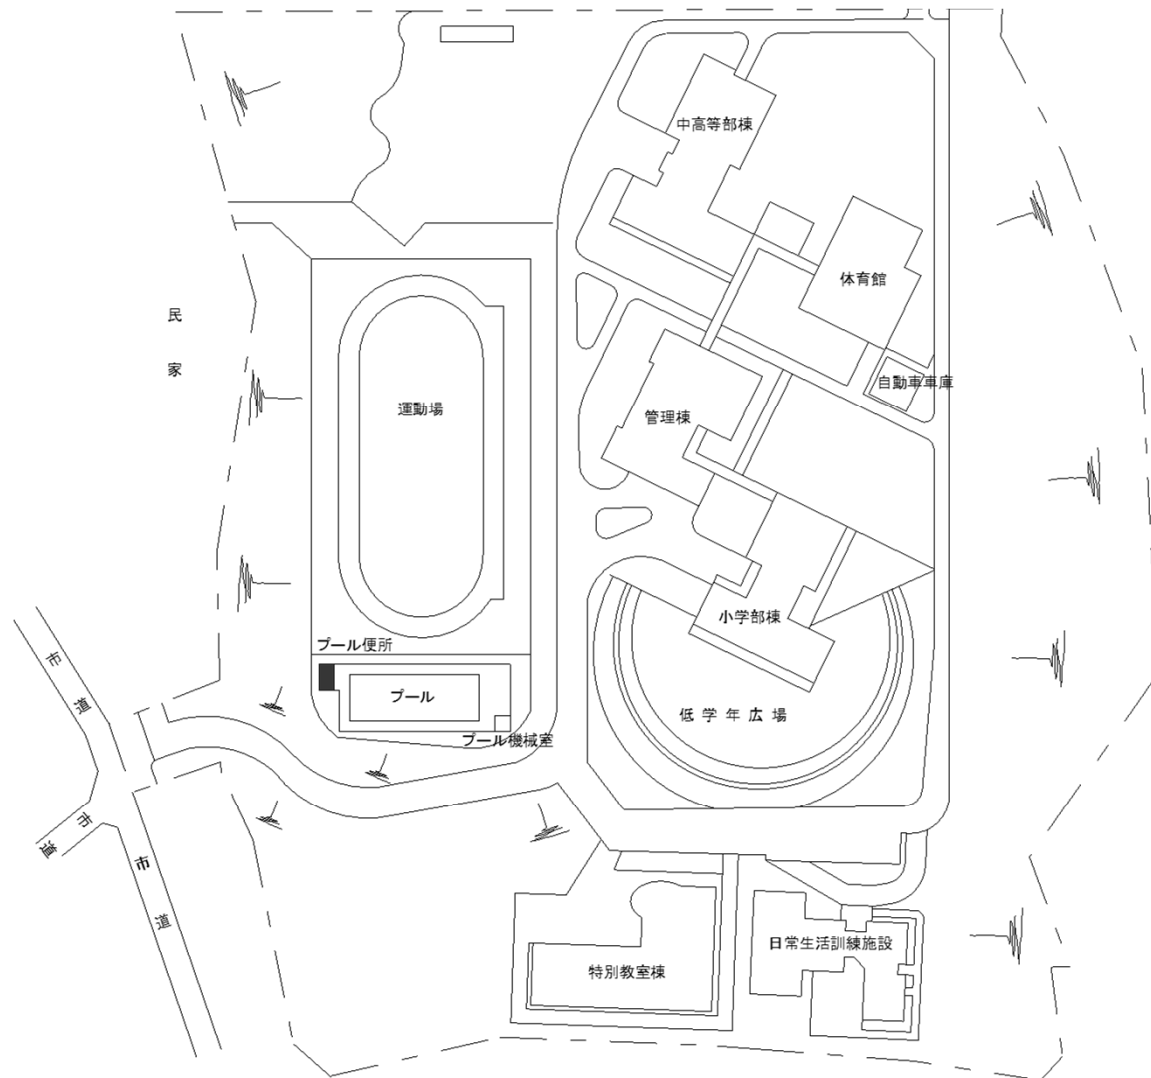 中高等部棟
体育館
民家
自動車車庫
運動場
管理棟
小学部棟
プール便所
市道
プール
低学年広場
プール機械室
市道
市道
日常生活訓練施設
特別教室棟